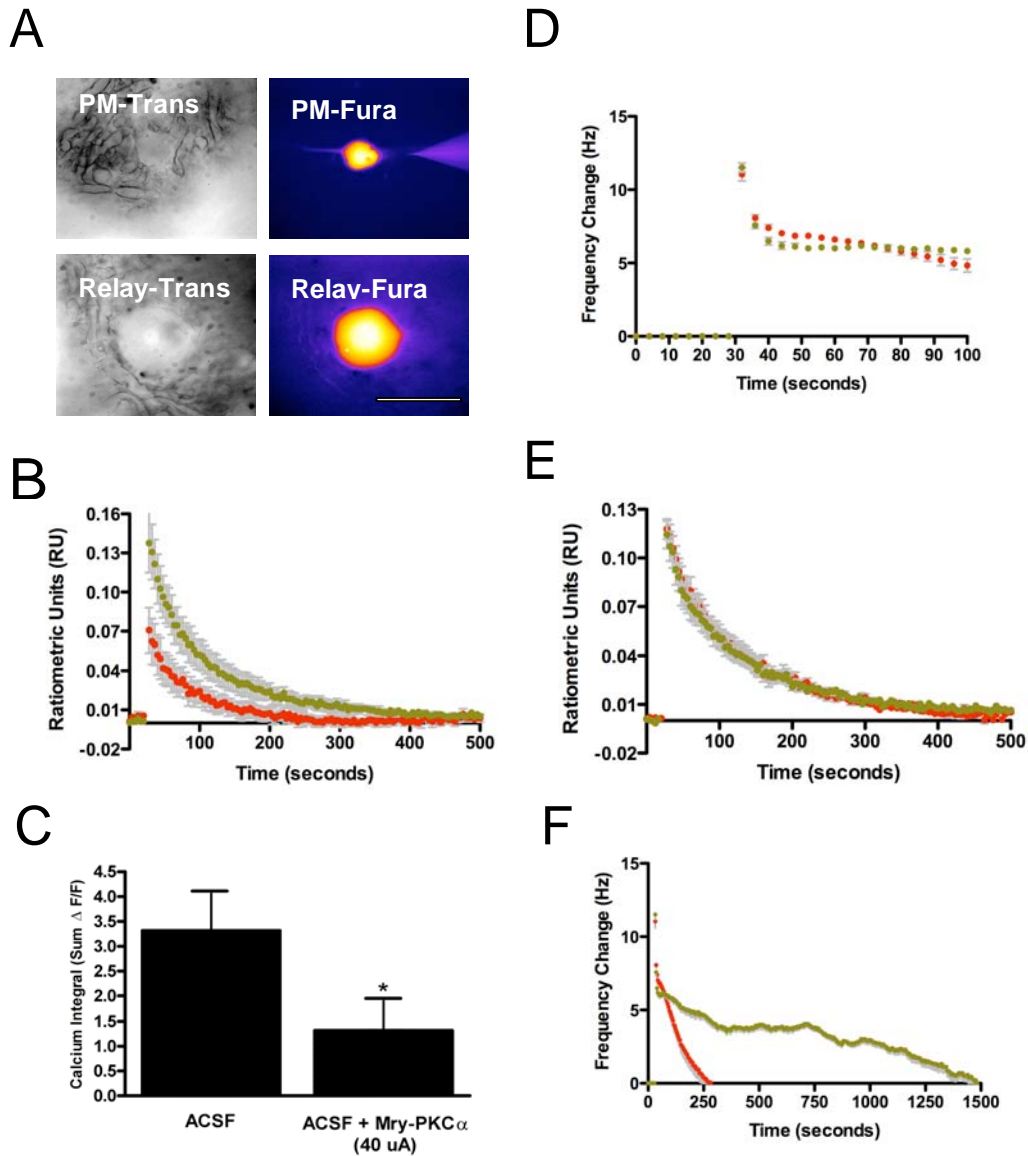 A
PM-Trans
PM-Fura
Relay-Trans
Relay-Fura
B
Ratiometric Units (RU)
0.16
0.13
0.10
0.07
0.04
0.01
-0.02
100
200
300
400
500
Time (seconds)
C
Calcium Integral (Sum Δ F/F)
4.5
4.0
3.5
3.0
2.5
2.0
1.5
1.0
0.5
0.0
*
ACSF
ACSF + Mry-PKCα
(40 uA)
D
Frequency Change (Hz)
15
10
5
0
0 10 20 30 40 50 60 70 80 90 100
Time (seconds)
E
Ratiometric Units (RU)
0.13
0.10
0.07
0.04
0.01
-0.02
100
200
300
400
500
Time (seconds)
F
Frequency Change (Hz)
15
10
5
0
0 250 500 750 1000 1250 1500
Time (seconds)